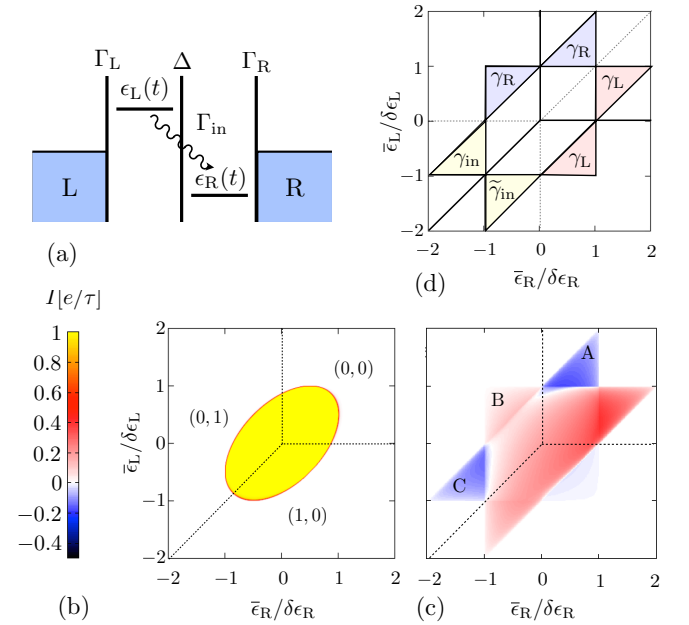 Γ_L Δ Γ_R
ϵ_L(t)
Γ_in
L ϵ_R(t) R
(a)
2
1
0
−1
−2
ϵ̅_L/δϵ_L
γ_R
γ_R γ_L
γ_in γ_L
γ̃_in
−2 −1 0 1 2
ϵ̅_R/δϵ_R
(d)
I⌊e/τ⌋
1
0.8
0.6
0.4
0.2
0
−0.2
−0.4
(b)
2
1
0
−1
−2
ϵ̅_L/δϵ_L
(0, 0)
(0, 1)
(1, 0)
−2 −1 0 1 2
ϵ̅_R/δϵ_R
A
B
C
−2 −1 0 1 2
ϵ̅_R/δϵ_R
(c)